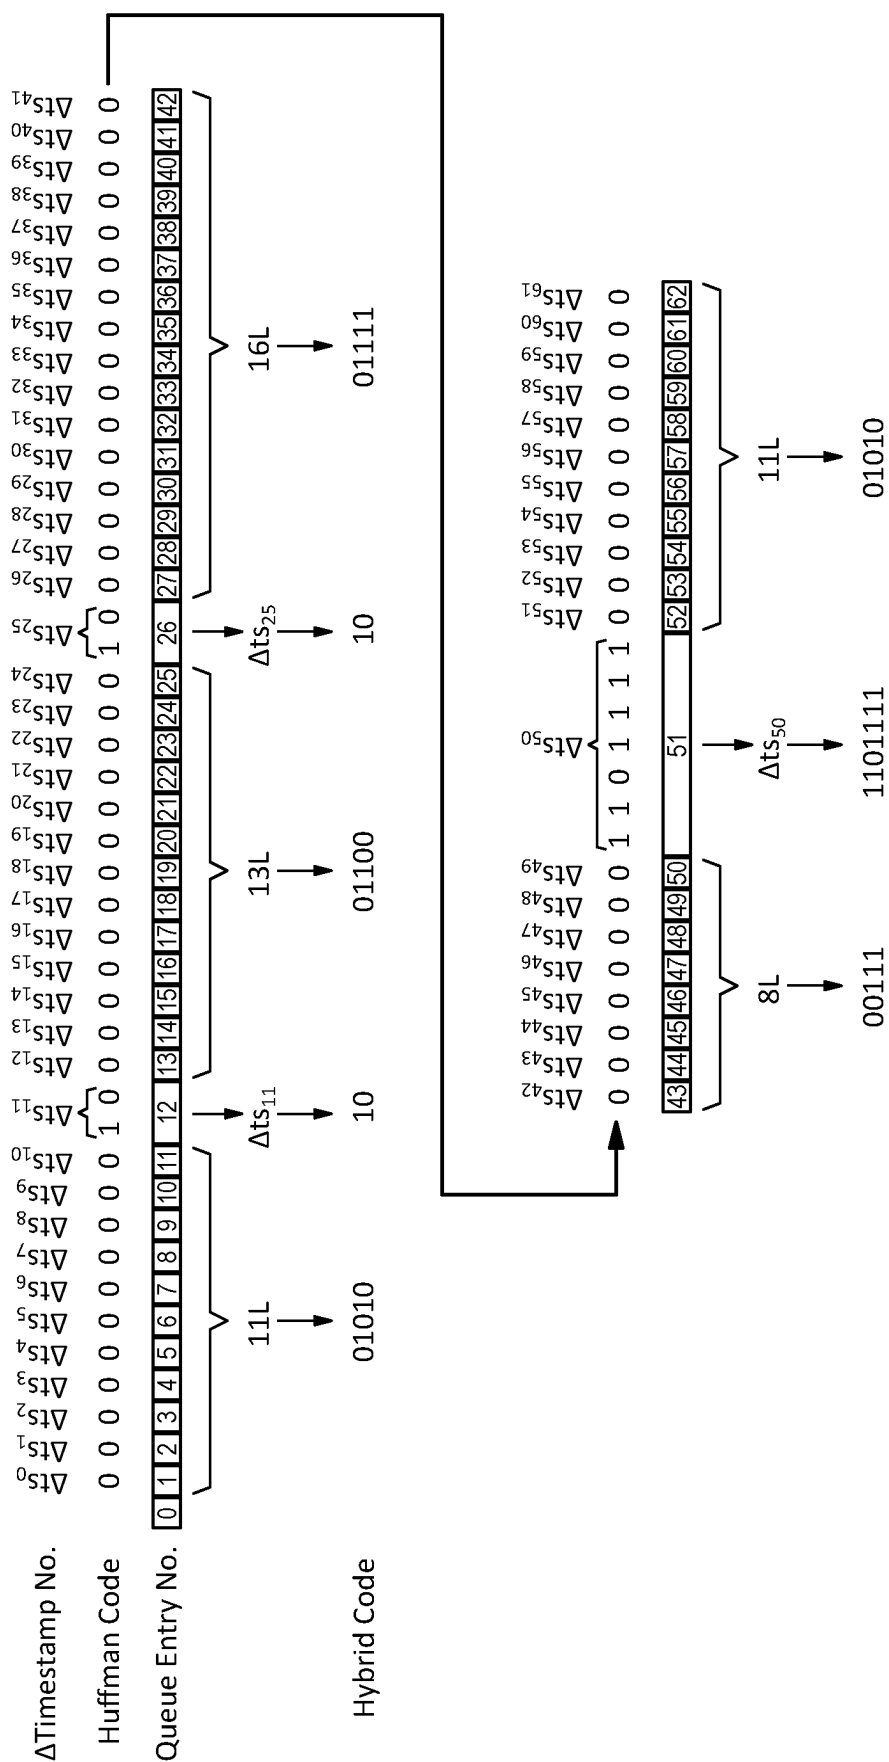 ΔTimestamp No. Δts0 Δts1 Δts2 Δts3 Δts4 Δts5 Δts6 Δts7 Δts8 Δts9 Δts10 Δts11 Δts12 Δts13 Δts14 Δts15 Δts16 Δts17 Δts18 Δts19 Δts20 Δts21 Δts22 Δts23 Δts24 Δts25 Δts26 Δts27 Δts28 Δts29 Δts30 Δts31 Δts32 Δts33 Δts34 Δts35 Δts36 Δts37 Δts38 Δts39 Δts40 Δts41
Huffman Code 0 0 0 0 0 0 0 0 0 0 0 1 0 0 0 0 0 0 0 0 0 0 0 0 0 0 1 0 0 0 0 0 0 0 0 0 0 0 0 0 0 0 0 0
Queue Entry No. 0 1 2 3 4 5 6 7 8 9 10 11 12 13 14 15 16 17 18 19 20 21 22 23 24 25 26 27 28 29 30 31 32 33 34 35 36 37 38 39 40 41 42
11L Δts11 13L Δts25 16L
Hybrid Code 01010 10 01100 10 01111
Δts42 Δts43 Δts44 Δts45 Δts46 Δts47 Δts48 Δts49 Δts50 Δts51 Δts52 Δts53 Δts54 Δts55 Δts56 Δts57 Δts58 Δts59 Δts60 Δts61
0 0 0 0 0 0 0 0 1 1 0 1 1 1 1 0 0 0 0 0 0 0 0 0 0 0
43 44 45 46 47 48 49 50 51 52 53 54 55 56 57 58 59 60 61 62
8L Δts50 11L
00111 1101111 01010